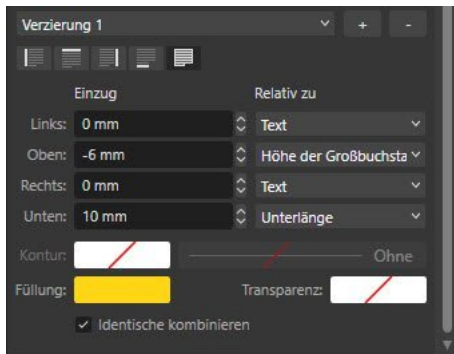 Verzierung 1 + -
Einzug Relativ zu
Links: 0 mm Text
Oben: -6 mm Höhe der Großbuchsta
Rechts: 0 mm Text
Unten: 10 mm Unterlänge
Kontur: Ohne
Füllung: Transparenz:
Identische kombinieren